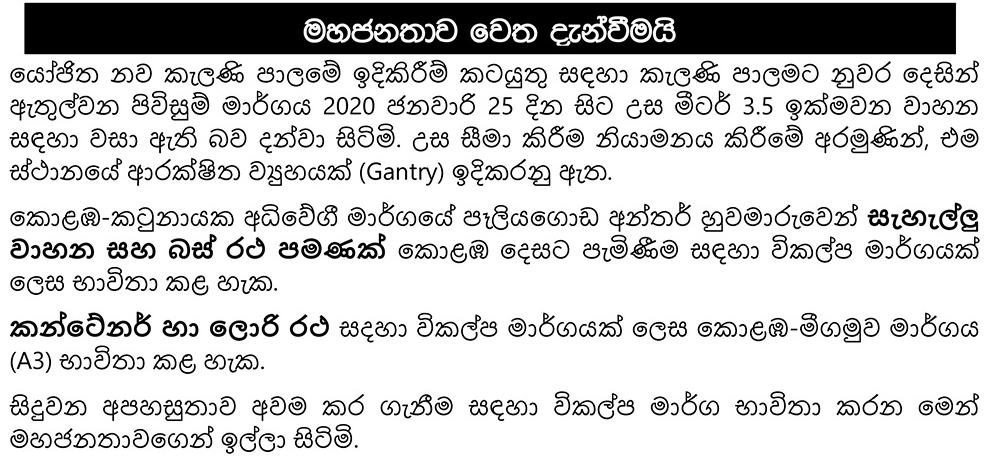 මහජනතාව වෙත දැන්වීමයි
යෝජිත නව කැලණි පාලමේ ඉදිකිරීම් කටයුතු සඳහා කැලණි පාලමට නුවර දෙසින්
ඇතුල්වන පිවිසුම් මාර්ගය 2020 ජනවාරි 25 දින සිට උස මීටර් 3.5 ඉක්මවන වාහන
සඳහා වසා ඇති බව දන්වා සිටිමි. උස සීමා කිරීම නියාමනය කිරීමේ අරමුණින්, එම
ස්ථානයේ ආරක්ෂිත ව්‍යුහයක් (Gantry) ඉදිකරනු ඇත.
කොළඹ-කටුනායක අධිවේගී මාර්ගයේ පෑලියගොඩ අන්තර් හුවමාරුවෙන් සැහැල්ලු
වාහන සහ බස් රථ පමණක් කොළඹ දෙසට පැමිණීම සඳහා විකල්ප මාර්ගයක්
ලෙස භාවිතා කළ හැක.
කන්ටේනර් හා ලොරි රථ සදහා විකල්ප මාර්ගයක් ලෙස කොළඹ-මීගමුව මාර්ගය
(A3) භාවිතා කළ හැක.
සිදුවන අපහසුතාව අවම කර ගැනීම සඳහා විකල්ප මාර්ග භාවිතා කරන මෙන්
මහජනතාවගෙන් ඉල්ලා සිටිමි.